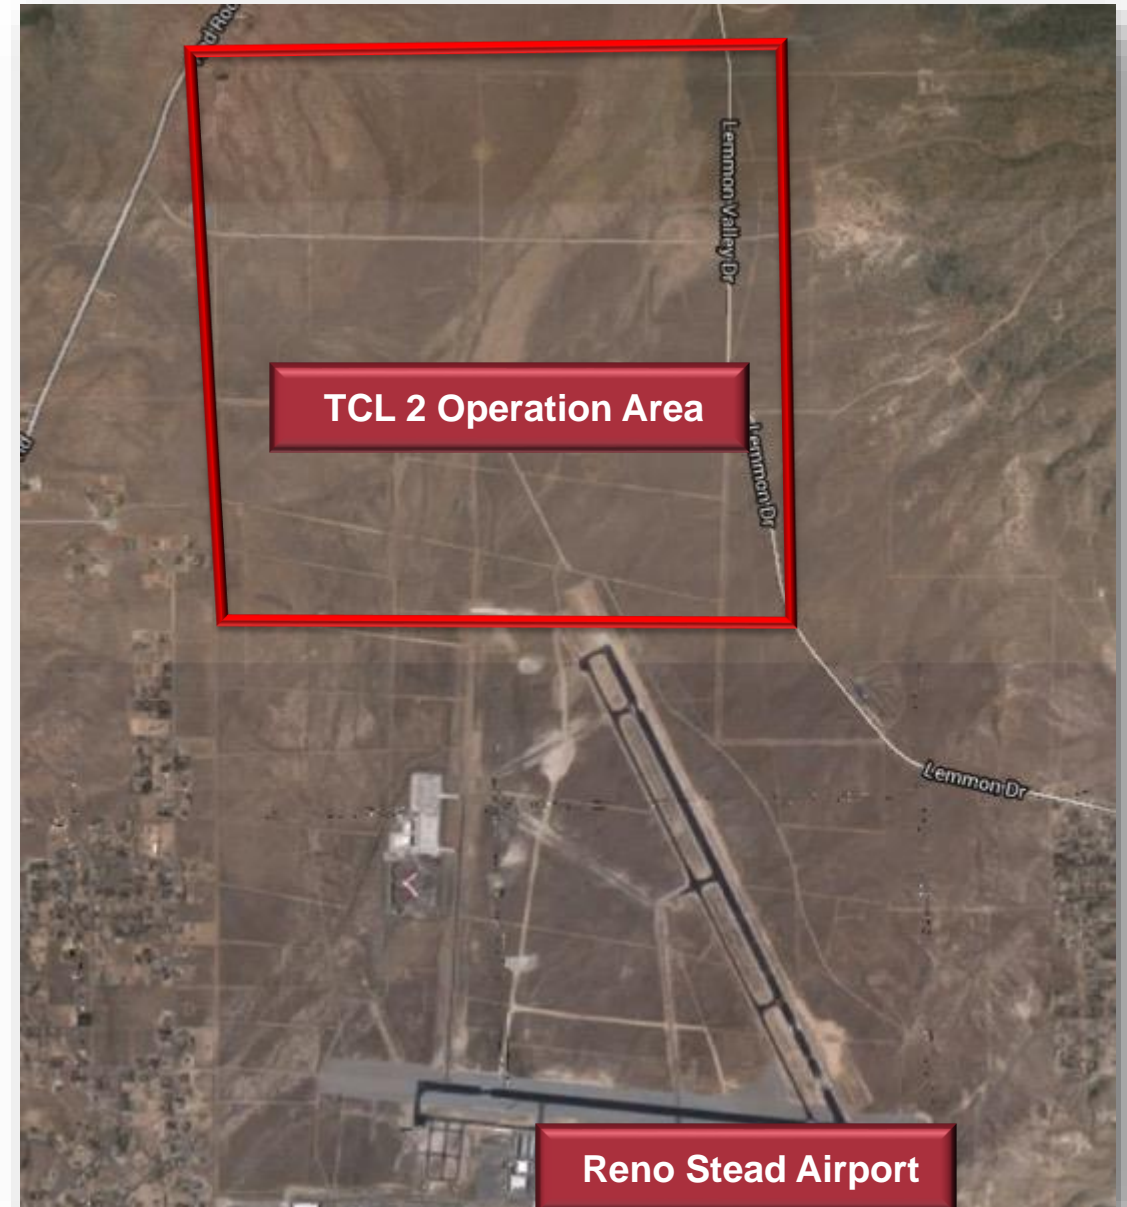 Lemmon Valley Dr
TCL 2 Operation Area
Lemmon Dr
Lemmon Dr
Reno Stead Airport